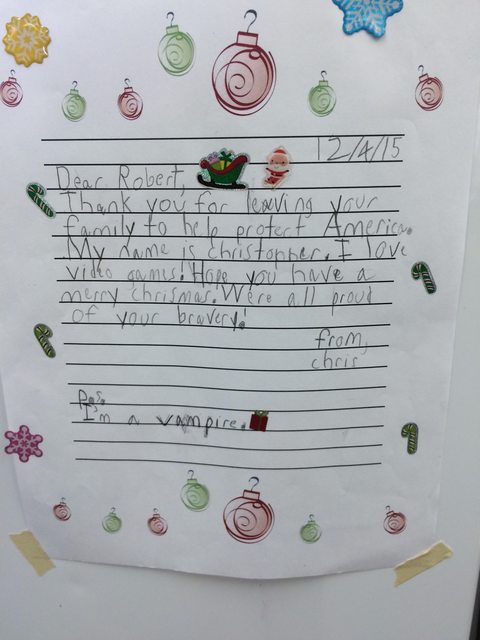 12/4/15
Dear Robert,
Thank you for leaving your
family to help protect America.
My name is christopher. I love
video games! Hope you have a
merry chrismas. We're all proud
of your bravery!
from,
chris
P.s.
I'm a vampire.